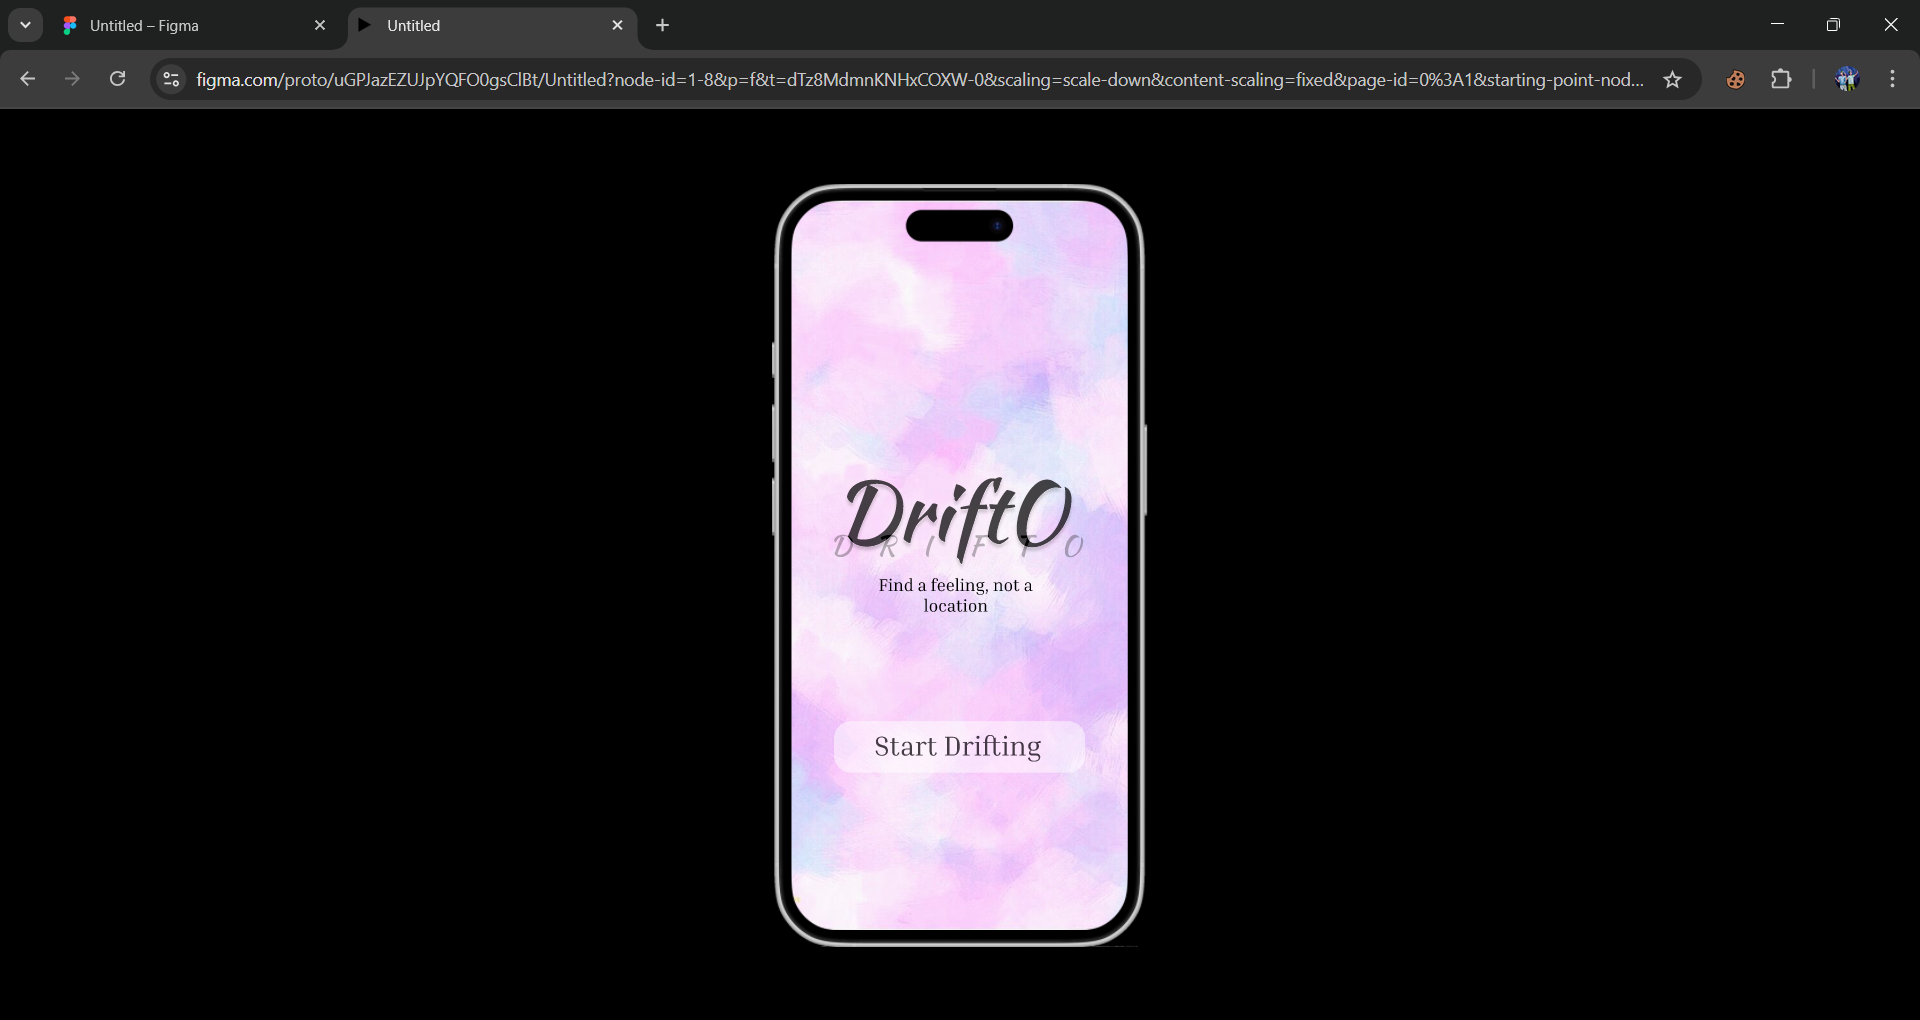 Untitled – Figma
Untitled
figma.com/proto/uGPJazEZUJpYQFO0gsClBt/Untitled?node-id=1-8&p=f&t=dTz8MdmnKNHxCOXW-0&scaling=scale-down&content-scaling=fixed&page-id=0%3A1&starting-point-nod...
DriftO
D R I F T O
Find a feeling, not a
location
Start Drifting